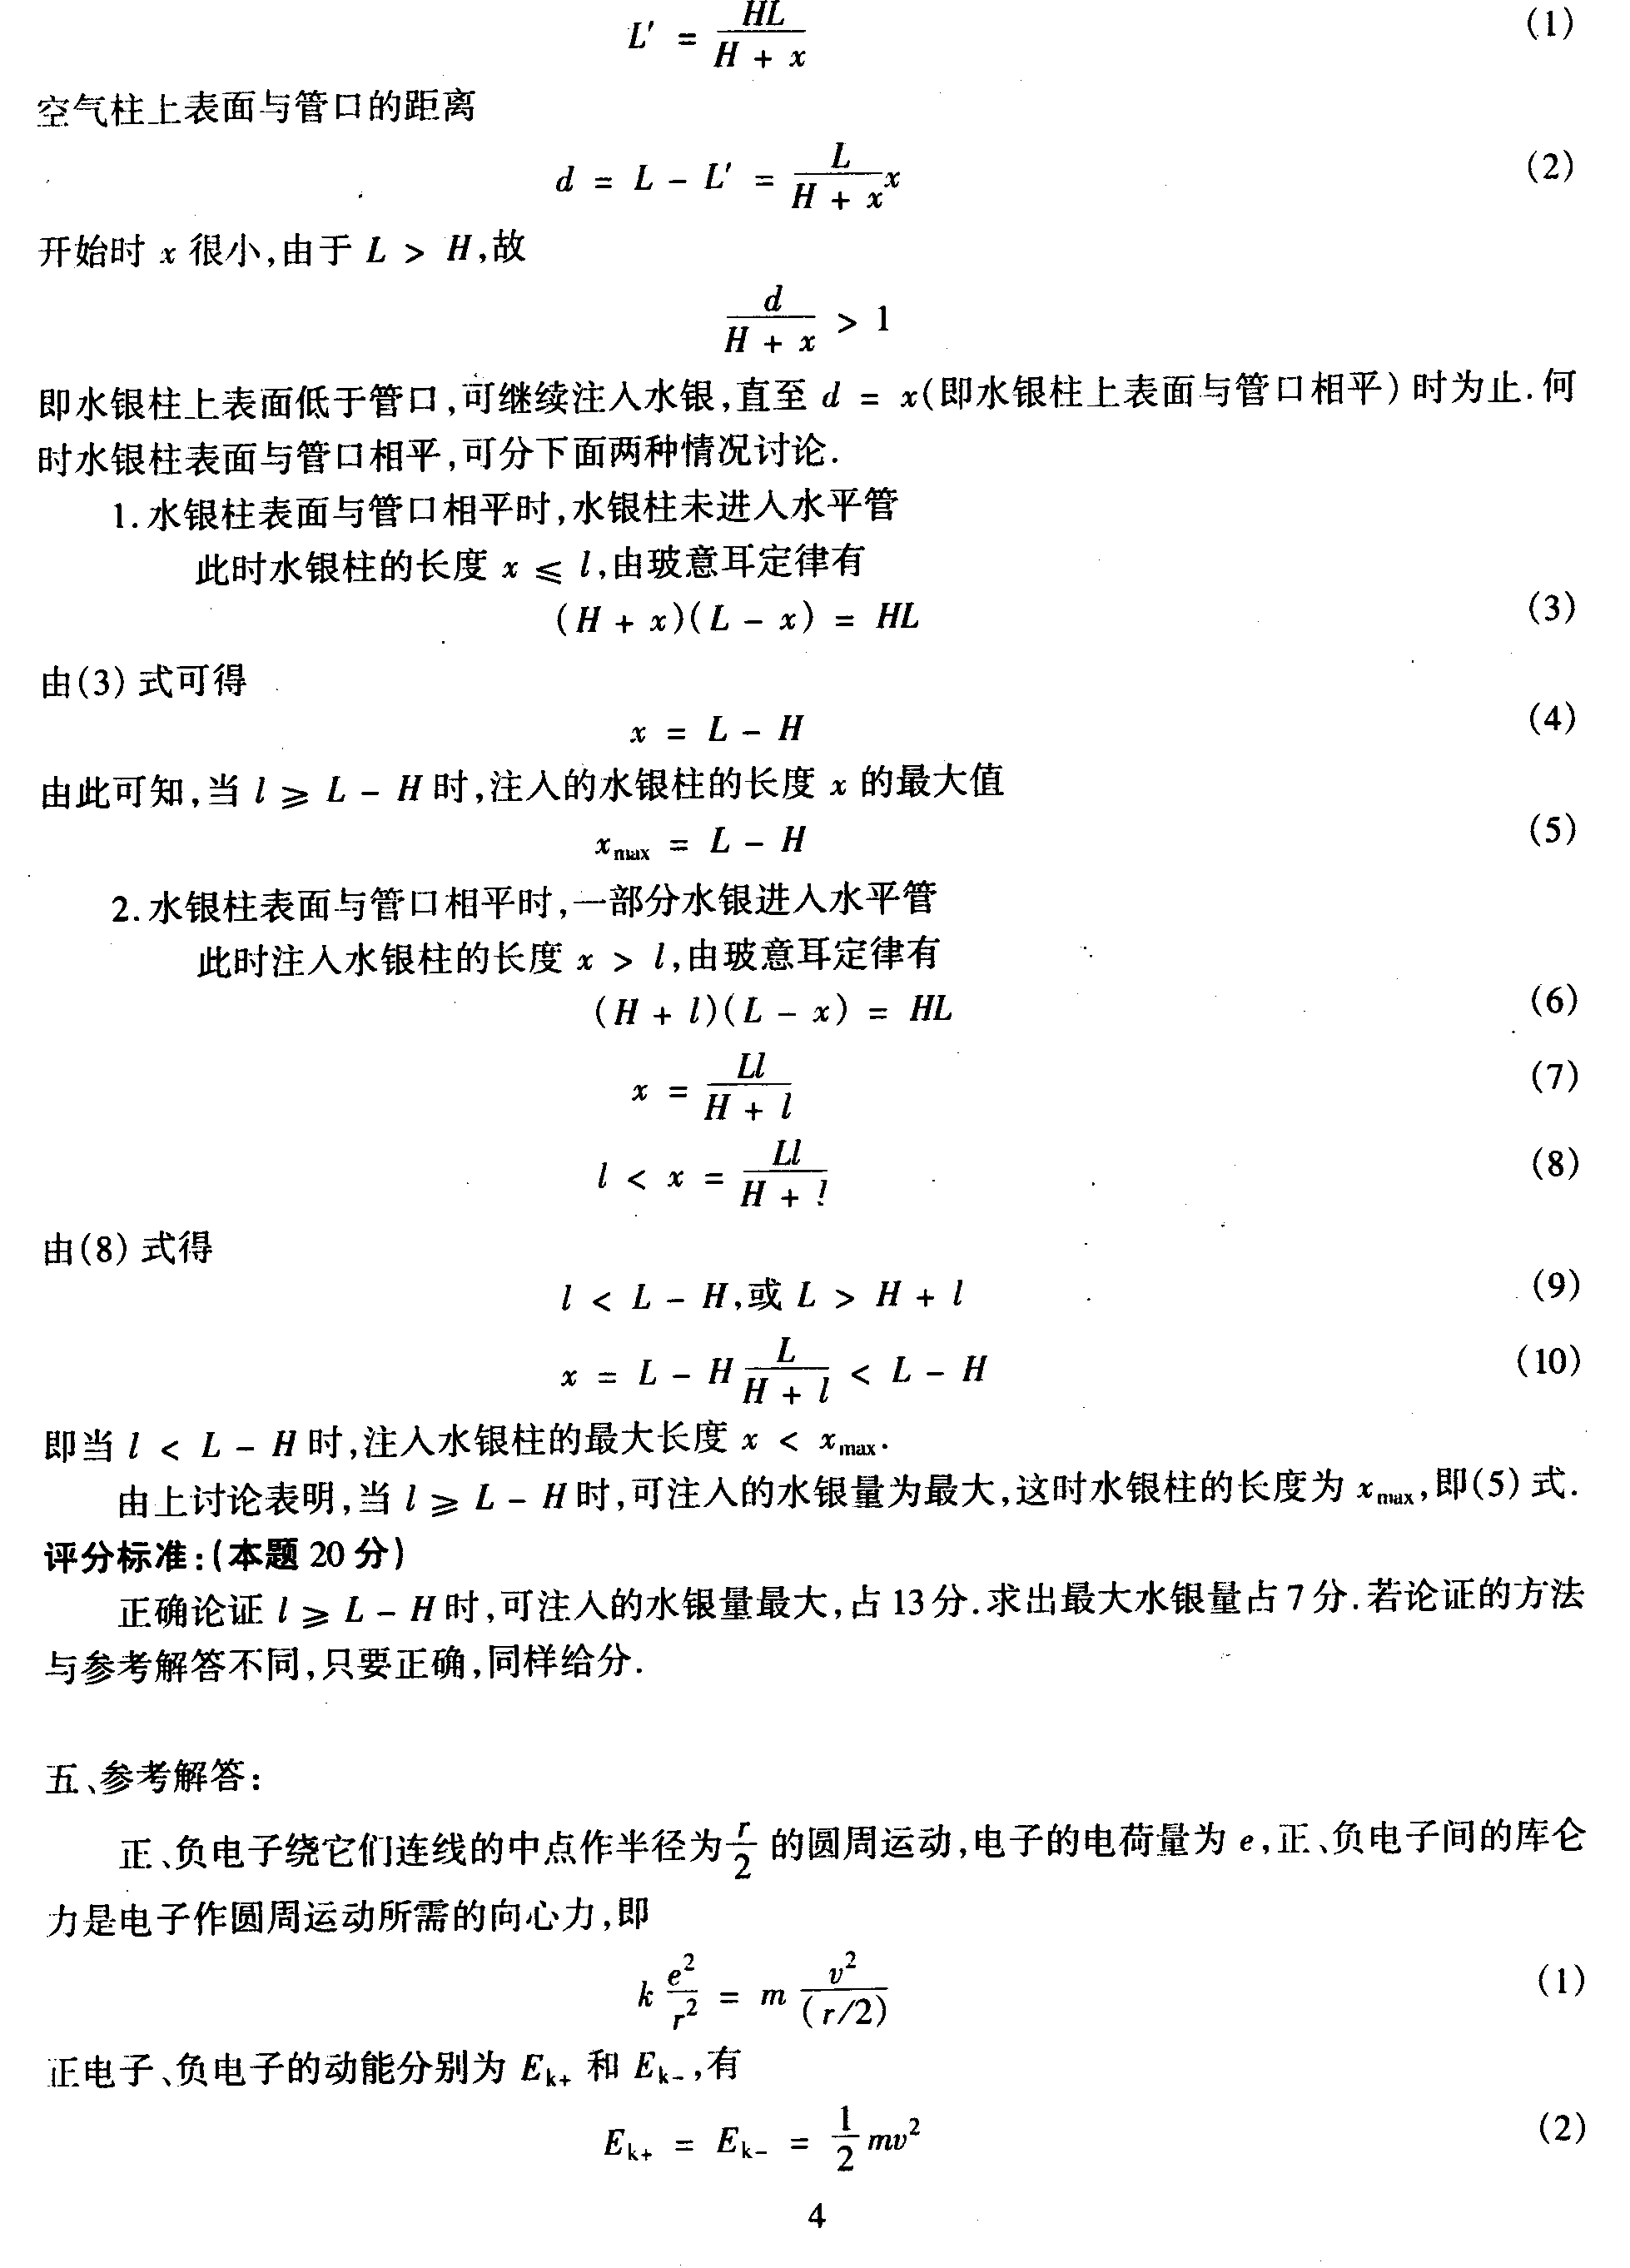 L' = HL / (H + x) (1)
空气柱上表面与管口的距离
d = L - L' = L / (H + x) x (2)
开始时 x 很小,由于 L > H,故
d / (H + x) > 1
即水银柱上表面低于管口,可继续注入水银,直至 d = x(即水银柱上表面与管口相平)时为止.何
时水银柱表面与管口相平,可分下面两种情况讨论.
1.水银柱表面与管口相平时,水银柱未进入水平管
此时水银柱的长度 x ⩽ l,由玻意耳定律有
(H + x)(L - x) = HL (3)
由(3)式可得
x = L - H (4)
由此可知,当 l ⩾ L - H 时,注入的水银柱的长度 x 的最大值
x_max = L - H (5)
2.水银柱表面与管口相平时,一部分水银进入水平管
此时注入水银柱的长度 x > l,由玻意耳定律有
(H + l)(L - x) = HL (6)
x = Ll / (H + l) (7)
l < x = Ll / (H + l) (8)
由(8)式得
l < L - H,或 L > H + l (9)
x = L - H L / (H + l) < L - H (10)
即当 l < L - H 时,注入水银柱的最大长度 x < x_max.
由上讨论表明,当 l ⩾ L - H 时,可注入的水银量为最大,这时水银柱的长度为 x_max,即(5)式.
评分标准:(本题 20 分)
正确论证 l ⩾ L - H 时,可注入的水银量最大,占 13 分.求出最大水银量占 7 分.若论证的方法
与参考解答不同,只要正确,同样给分.
五、参考解答:
正、负电子绕它们连线的中点作半径为 r/2 的圆周运动,电子的电荷量为 e,正、负电子间的库仑
力是电子作圆周运动所需的向心力,即
k e²/r² = m v²/(r/2) (1)
正电子、负电子的动能分别为 E_k+ 和 E_k-,有
E_k+ = E_k- = 1/2 mv² (2)
4